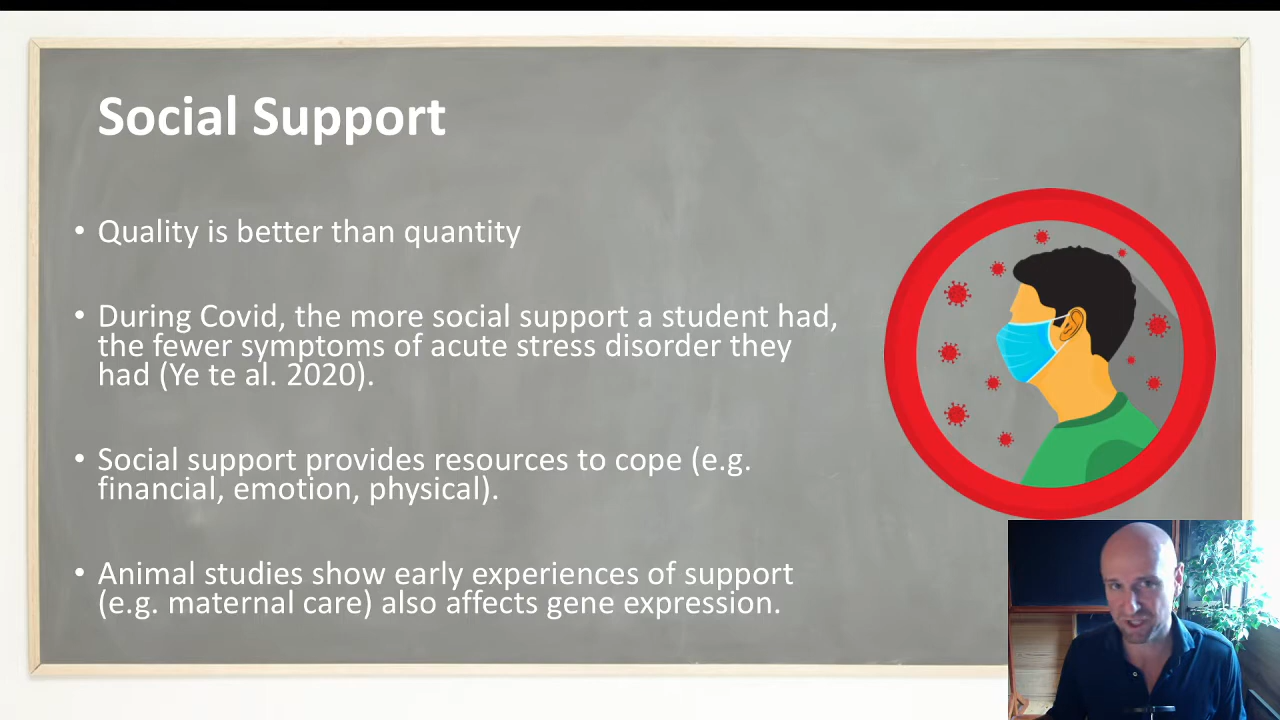 Social Support
• Quality is better than quantity
• During Covid, the more social support a student had,
the fewer symptoms of acute stress disorder they
had (Ye te al. 2020).
• Social support provides resources to cope (e.g.
financial, emotion, physical).
• Animal studies show early experiences of support
(e.g. maternal care) also affects gene expression.